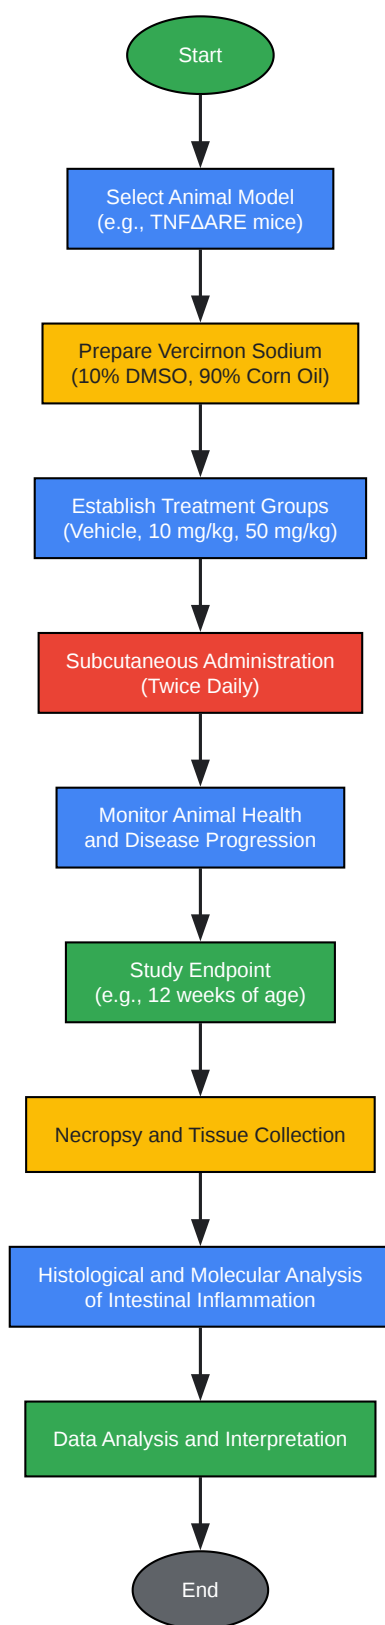 Start
Select Animal Model
(e.g., TNFΔARE mice)
Prepare Vercirnon Sodium
(10% DMSO, 90% Corn Oil)
Establish Treatment Groups
(Vehicle, 10 mg/kg, 50 mg/kg)
Subcutaneous Administration
(Twice Daily)
Monitor Animal Health
and Disease Progression
Study Endpoint
(e.g., 12 weeks of age)
Necropsy and Tissue Collection
Histological and Molecular Analysis
of Intestinal Inflammation
Data Analysis and Interpretation
End